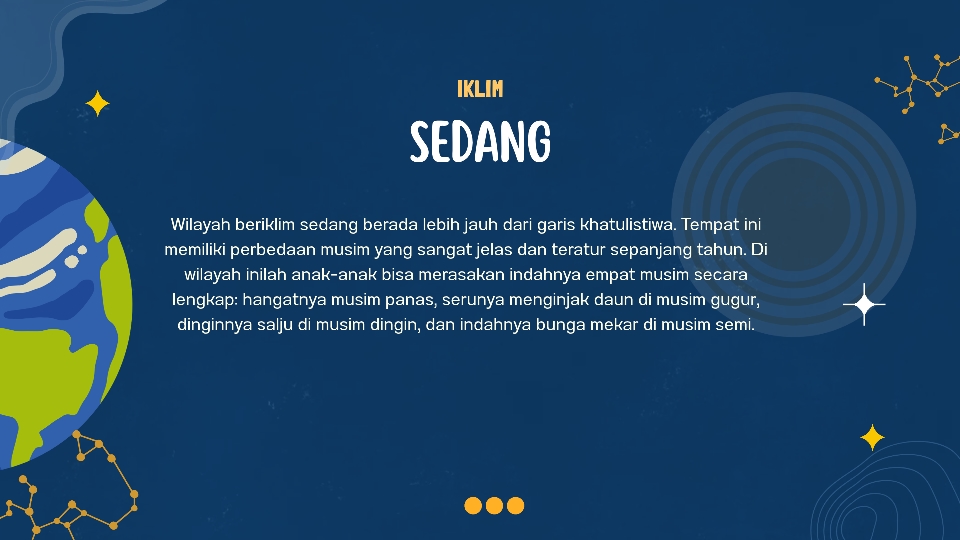 IKLIM
SEDANG
Wilayah beriklim sedang berada lebih jauh dari garis khatulistiwa. Tempat ini
memiliki perbedaan musim yang sangat jelas dan teratur sepanjang tahun. Di
wilayah inilah anak-anak bisa merasakan indahnya empat musim secara
lengkap: hangatnya musim panas, serunya menginjak daun di musim gugur,
dinginnya salju di musim dingin, dan indahnya bunga mekar di musim semi.